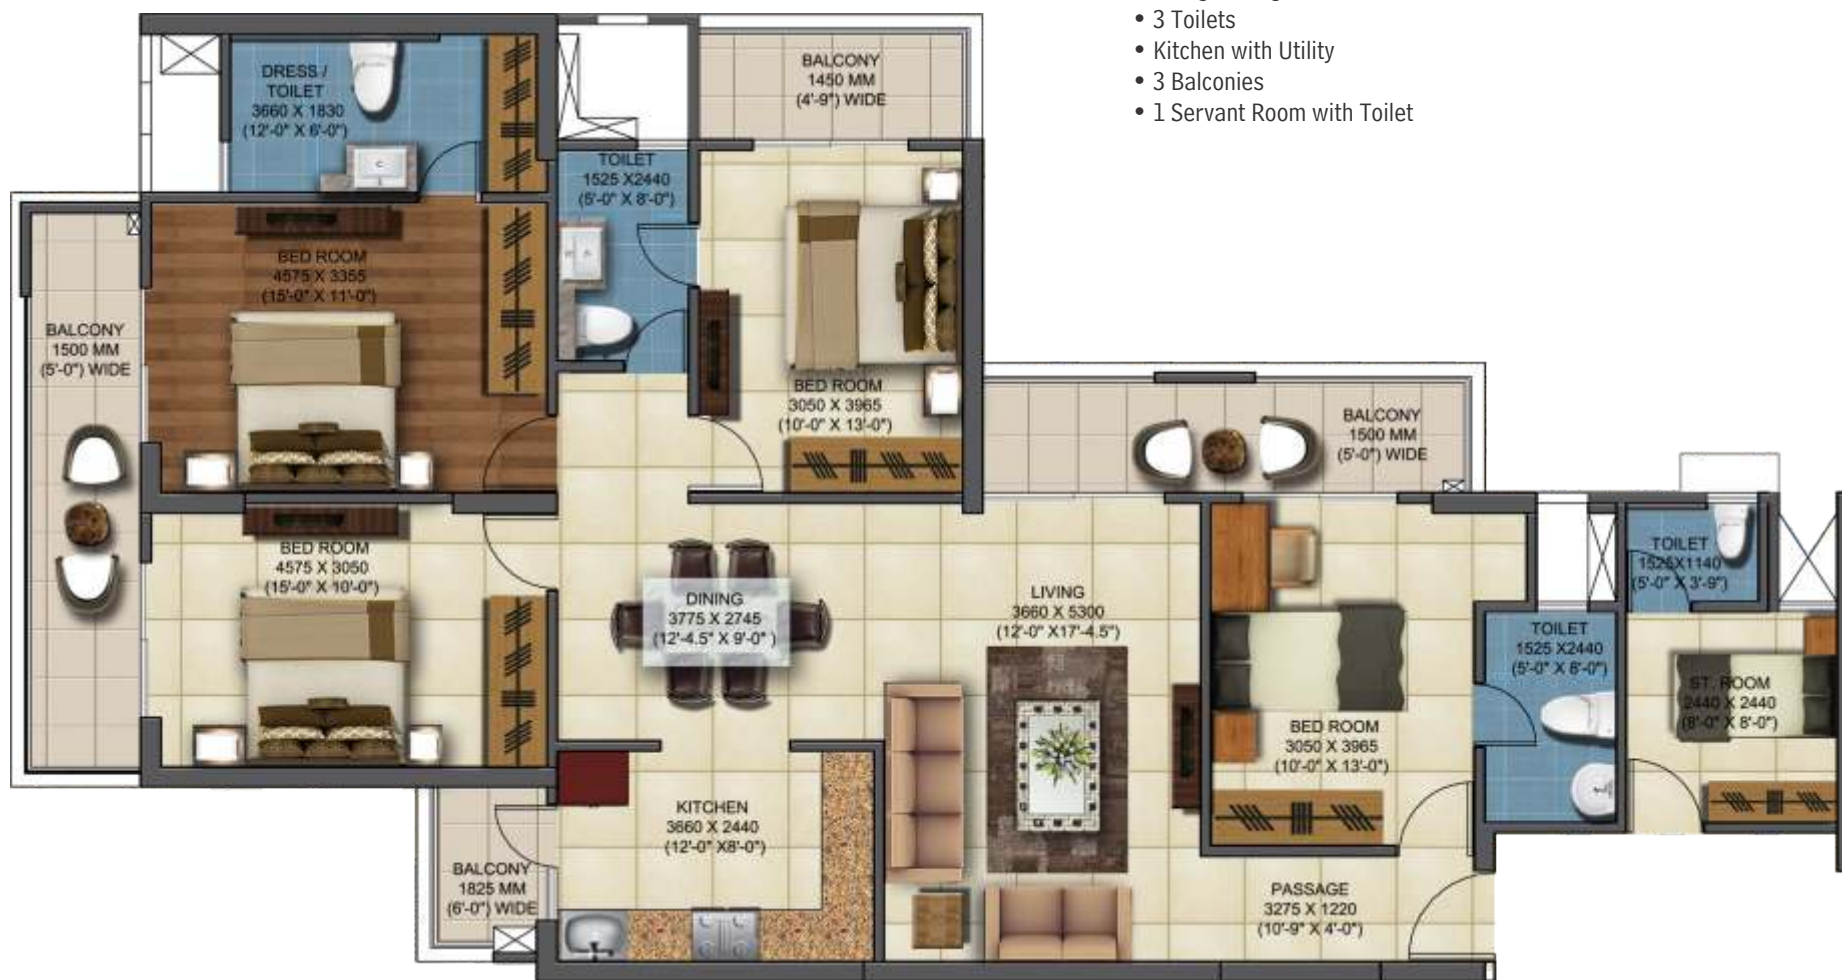 • 3 Toilets
• Kitchen with Utility
• 3 Balconies
• 1 Servant Room with Toilet
DRESS /
TOILET
3660 X 1830
(12'-0" X 6'-0")
BALCONY
1450 MM
(4'-9") WIDE
TOILET
1525 X2440
(5'-0" X 8'-0")
BED ROOM
4575 X 3355
(15'-0" X 11'-0")
BALCONY
1500 MM
(5'-0") WIDE
BED ROOM
3050 X 3965
(10'-0" X 13'-0")
BALCONY
1500 MM
(5'-0") WIDE
BED ROOM
4575 X 3050
(15'-0" X 10'-0")
DINING
3775 X 2745
(12'-4.5" X 9'-0" )
LIVING
3660 X 5300
(12'-0" X17'-4.5")
TOILET
1525X1140
(5'-0" X 3'-9")
TOILET
1525 X2440
(5'-0" X 8'-0")
ST. ROOM
2440 X 2440
(8'-0" X 8'-0")
BED ROOM
3050 X 3965
(10'-0" X 13'-0")
KITCHEN
3660 X 2440
(12'-0" X8'-0")
BALCONY
1825 MM
(6'-0") WIDE
PASSAGE
3275 X 1220
(10'-9" X 4'-0")